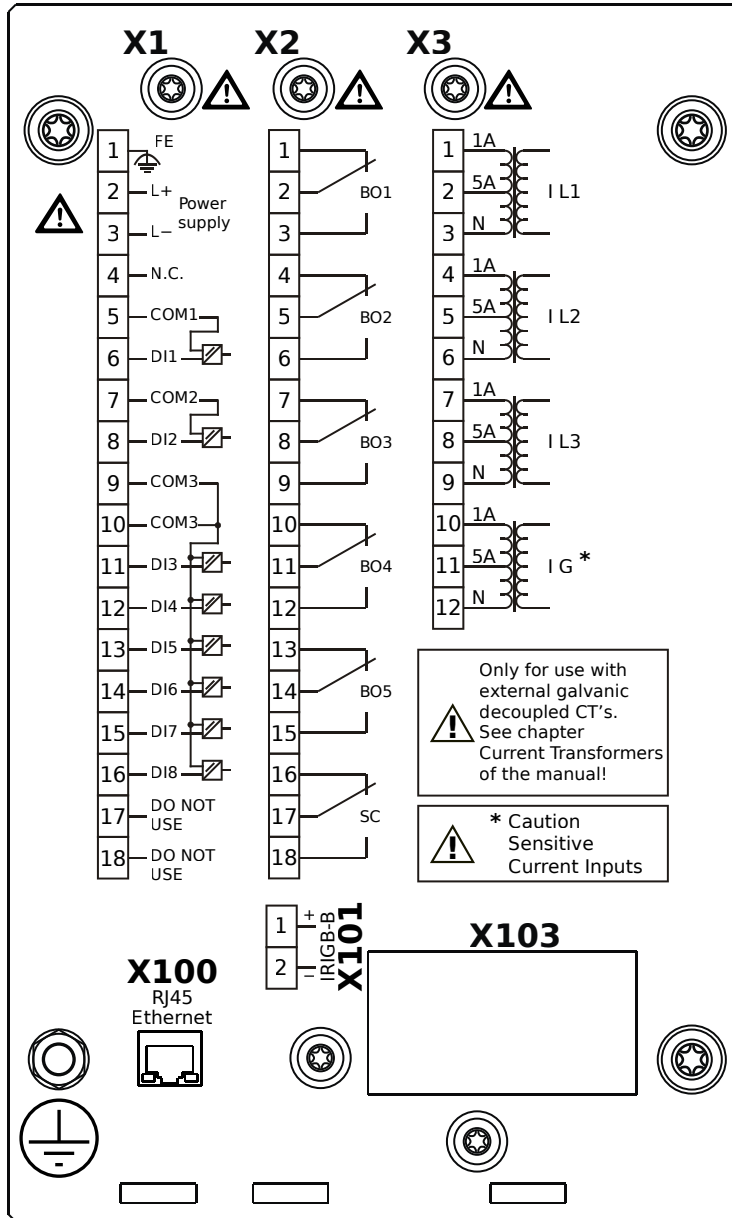 X1
X2
X3
1 FE
2 L+ Power
3 L− supply
4 N.C.
5 COM1
6 DI1
7 COM2
8 DI2
9 COM3
10 COM3
11 DI3
12 DI4
13 DI5
14 DI6
15 DI7
16 DI8
17 DO NOT
USE
18 DO NOT
USE
1
2 BO1
3
4
5 BO2
6
7
8 BO3
9
10
11 BO4
12
13
14 BO5
15
16
17 SC
18
1 1A
2 5A I L1
3 N
4 1A
5 5A I L2
6 N
7 1A
8 5A I L3
9 N
10 1A
11 5A I G *
12 N
! Only for use with
external galvanic
decoupled CT's.
See chapter
Current Transformers
of the manual!
! * Caution
Sensitive
Current Inputs
1 +
2 −
IRIGB-B
X101
X103
X100
RJ45
Ethernet